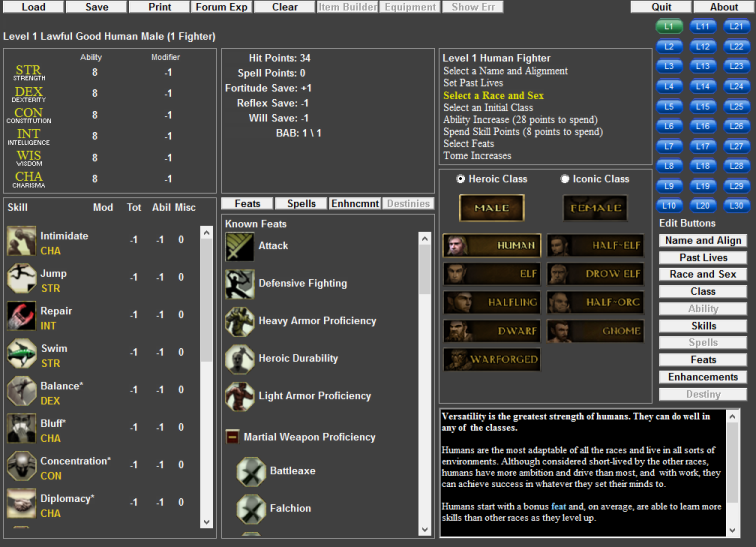 Load Save Print Forum Exp Clear Item Builder Equipment Show Err Quit About
Level 1 Lawful Good Human Male (1 Fighter)
Ability Modifier
STR 8 -1
STRENGTH
DEX 8 -1
DEXTERITY
CON 8 -1
CONSTITUTION
INT 8 -1
INTELLIGENCE
WIS 8 -1
WISDOM
CHA 8 -1
CHARISMA
Hit Points: 34
Spell Points: 0
Fortitude Save: +1
Reflex Save: -1
Will Save: -1
BAB: 1 \ 1
Level 1 Human Fighter
Select a Name and Alignment
Set Past Lives
Select a Race and Sex
Select an Initial Class
Ability Increase (28 points to spend)
Spend Skill Points (8 points to spend)
Select Feats
Tome Increases
L1 L11 L21
L2 L12 L22
L3 L13 L23
L4 L14 L24
L5 L15 L25
L6 L16 L26
L7 L17 L27
L8 L18 L28
L9 L19 L29
L10 L20 L30
Skill Mod Tot Abil Misc
Intimidate -1 -1 0
CHA
Jump -1 -1 0
STR
Repair -1 -1 0
INT
Swim -1 -1 0
STR
Balance* -1 -1 0
DEX
Bluff* -1 -1 0
CHA
Concentration* -1 -1 0
CON
Diplomacy* -1 -1 0
CHA
Feats Spells Enhncmnt Destinies
Known Feats
Attack
Defensive Fighting
Heavy Armor Proficiency
Heroic Durability
Light Armor Proficiency
Martial Weapon Proficiency
Battleaxe
Falchion
Heroic Class Iconic Class
MALE FEMALE
HUMAN HALF-ELF
ELF DROW ELF
HALFLING HALF-ORC
DWARF GNOME
WARFORGED
Edit Buttons
Name and Align
Past Lives
Race and Sex
Class
Ability
Skills
Spells
Feats
Enhancements
Destiny
Versatility is the greatest strength of humans. They can do well in
any of the classes.
Humans are the most adaptable of all the races and live in all sorts of
environments. Although considered short-lived by the other races,
humans have more ambition and drive than most, and with work, they
can achieve success in whatever they set their minds to.
Humans start with a bonus feat and, on average, are able to learn more
skills than other races as they level up.